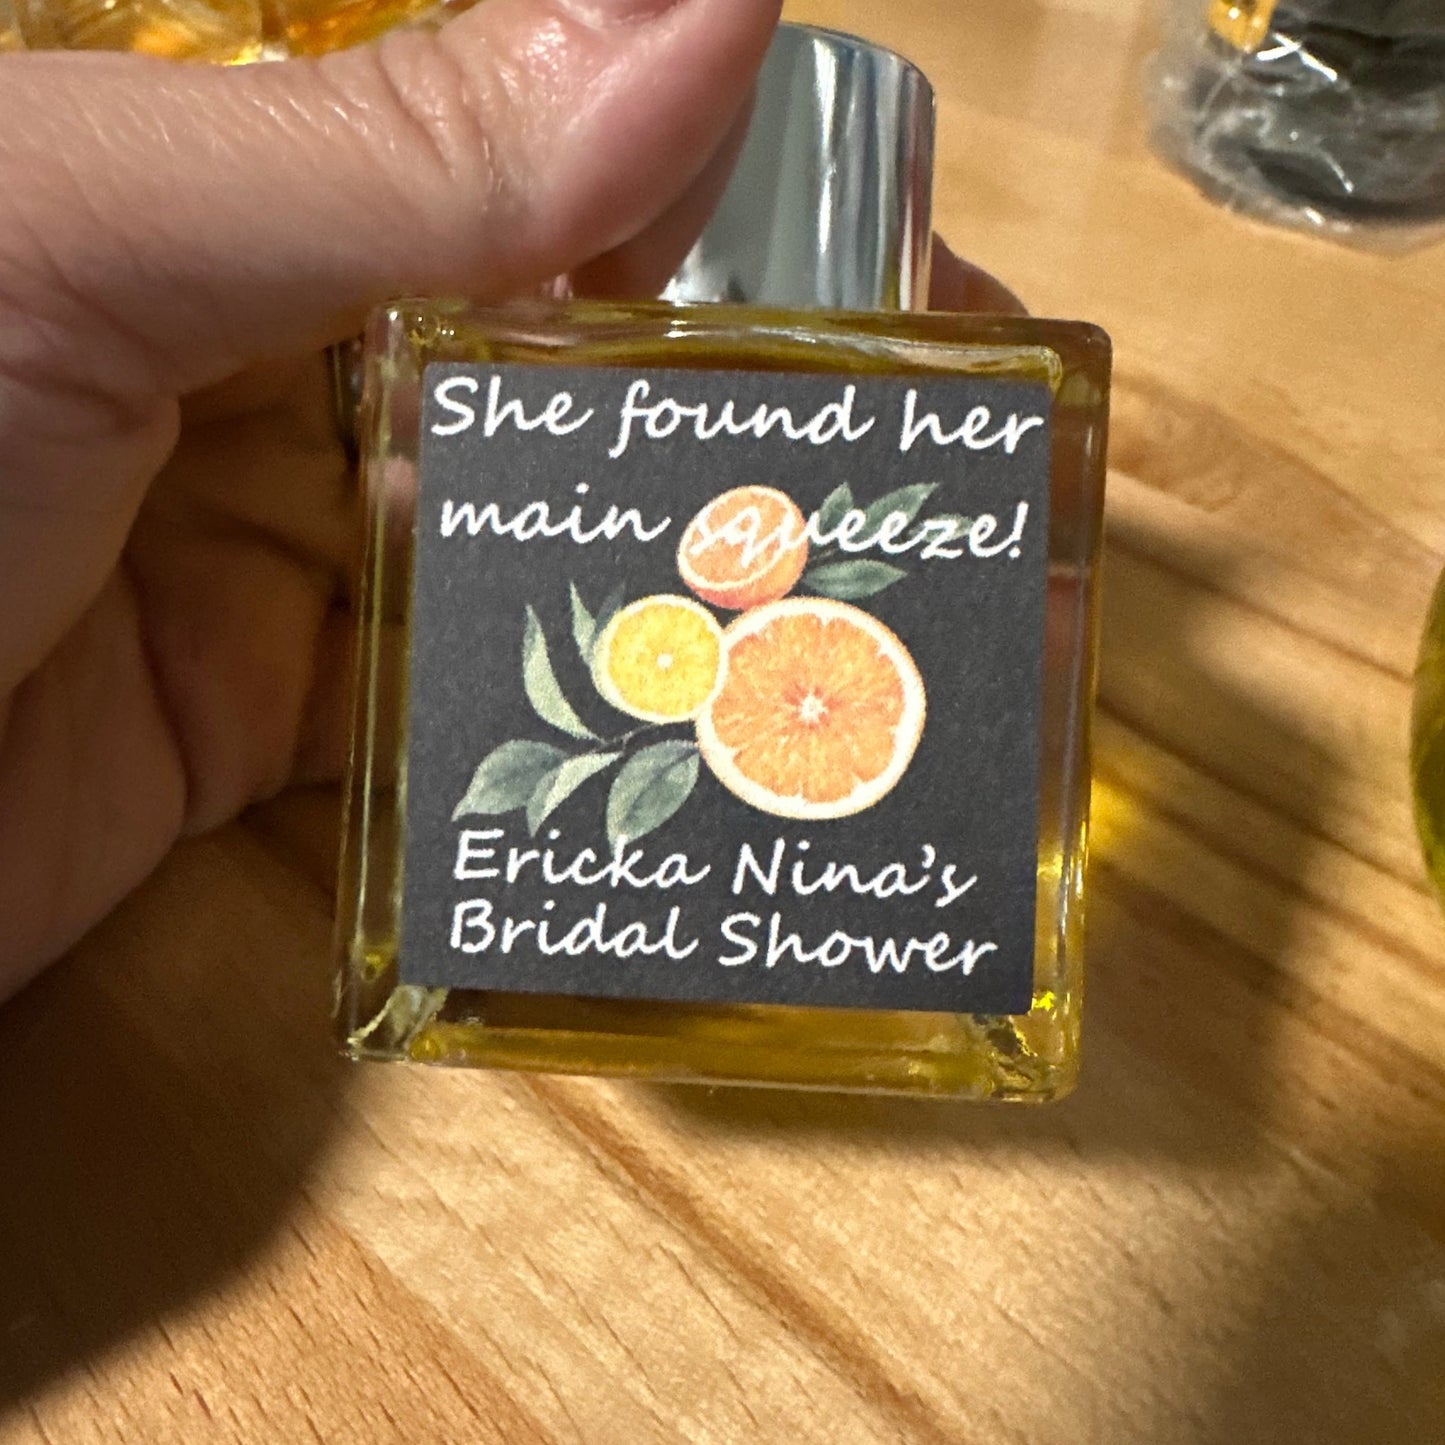 She found her
main squeeze!
Ericka Nina’s
Bridal Shower